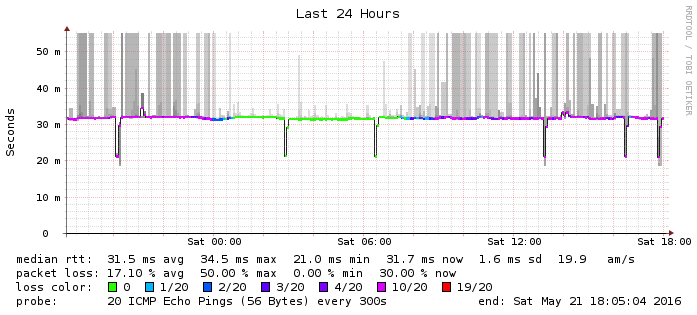 Last 24 Hours
RRDTOOL / TOBI OETIKER
Seconds
50 m
40 m
30 m
20 m
10 m
0
Sat 00:00 Sat 06:00 Sat 12:00 Sat 18:00
median rtt: 31.5 ms avg 34.5 ms max 21.0 ms min 31.7 ms now 1.6 ms sd 19.9 am/s
packet loss: 17.10 % avg 50.00 % max 0.00 % min 30.00 % now
loss color: 0 1/20 2/20 3/20 4/20 10/20 19/20
probe: 20 ICMP Echo Pings (56 Bytes) every 300s end: Sat May 21 18:05:04 2016